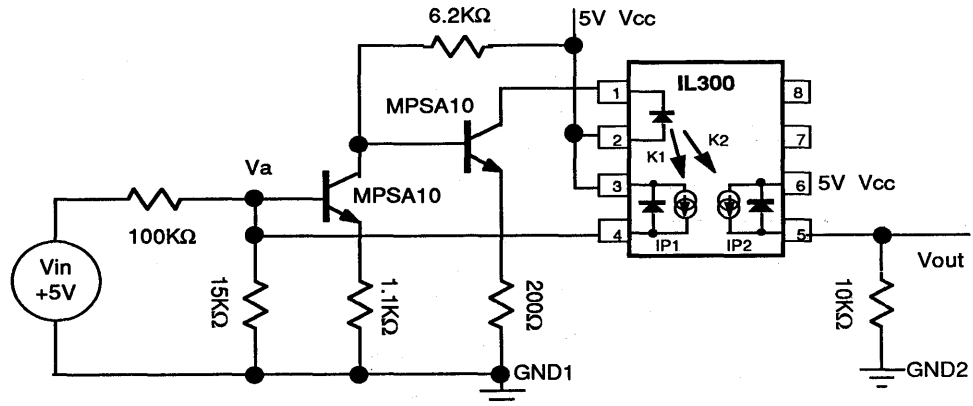 6.2KΩ
5V Vcc
IL300
MPSA10
1
8
2
7
K1
K2
Va
MPSA10
3
6
5V Vcc
100KΩ
4
5
IP1
IP2
Vin
+5V
15KΩ
1.1KΩ
200Ω
Vout
10KΩ
GND1
GND2